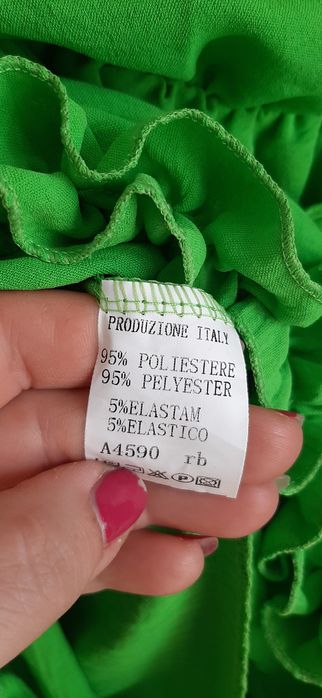 PRODUZIONE ITALY
95% POLIESTERE
95% PELYESTER
5%ELASTAM
5%ELASTICO
A4590 rb
P